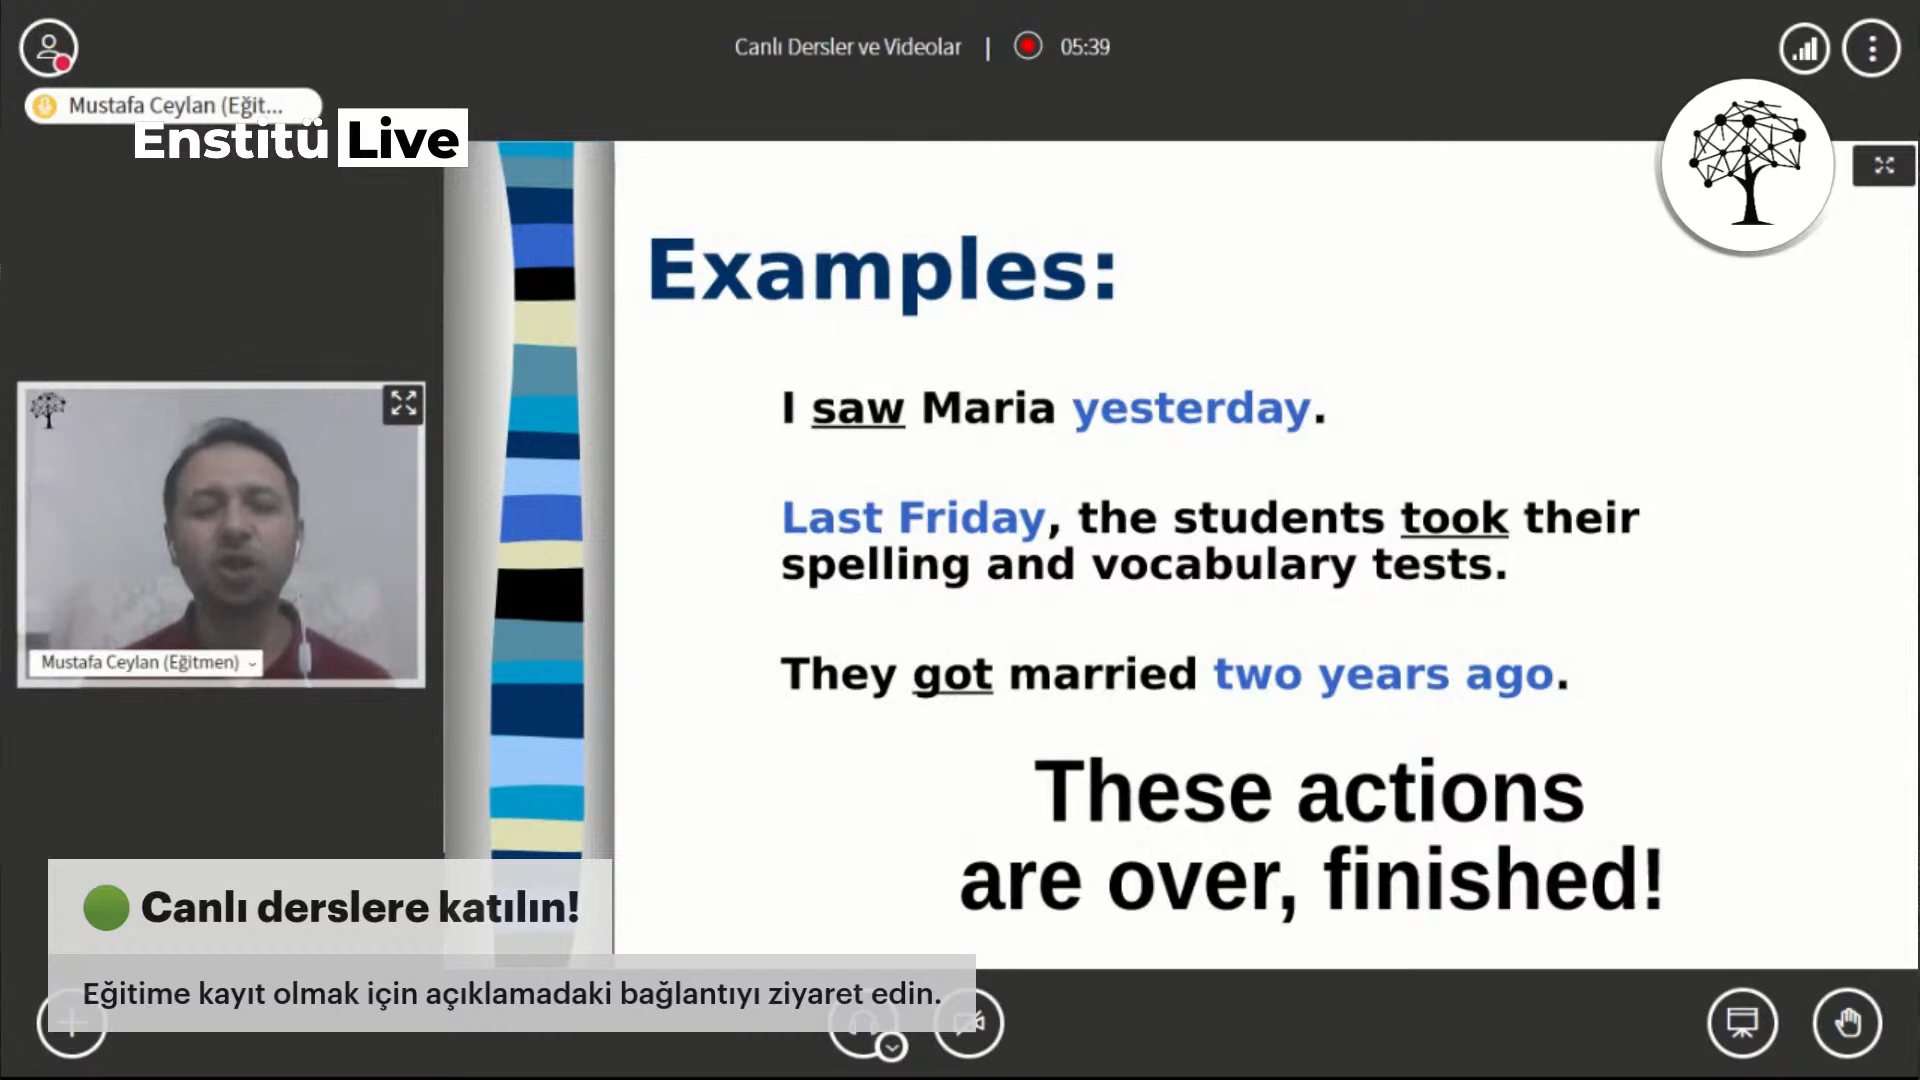 Canlı Dersler ve Videolar | 05:39
Mustafa Ceylan (Eğit...
Enstitü Live
Examples:
I saw Maria yesterday.
Last Friday, the students took their
spelling and vocabulary tests.
They got married two years ago.
These actions
are over, finished!
Mustafa Ceylan (Eğitmen)
Canlı derslere katılın!
Eğitime kayıt olmak için açıklamadaki bağlantıyı ziyaret edin.